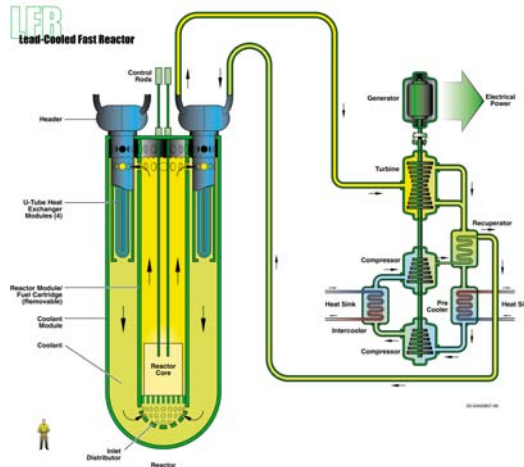 LFR
Lead-Cooled Fast Reactor
Control
Rods
Header
Generator
Electrical
Power
Turbine
U-Tube Heat
Exchanger
Modules (4)
Recuperator
Compressor
Reactor Module/
Fuel Cartridge
(Removable)
Heat Sink
Pre
Cooler
Heat Si
Intercooler
Coolant
Module
Compressor
Coolant
Reactor
Core
Inlet
Distributor
Reactor